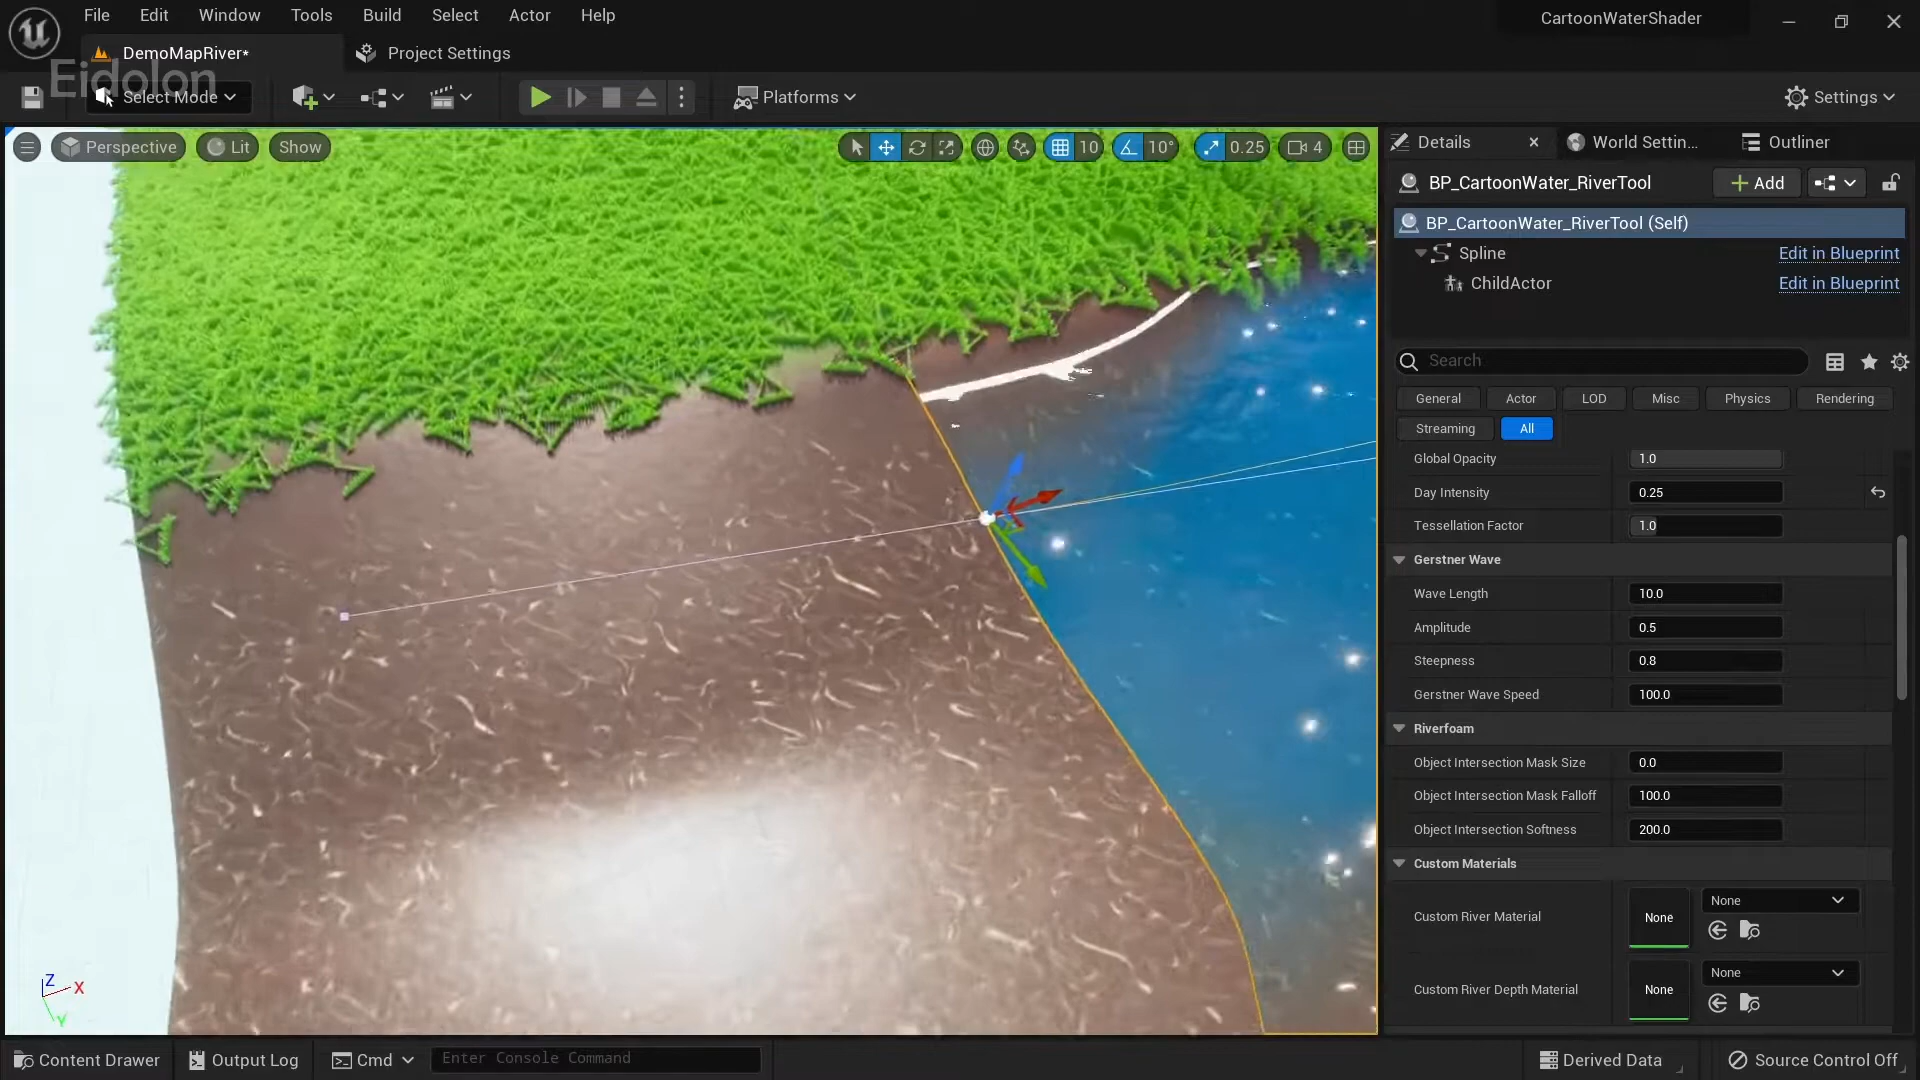 File Edit Window Tools Build Select Actor Help CartoonWaterShader
DemoMapRiver* Project Settings
Eidolon
Select Mode Platforms Settings
Perspective Lit Show 10 10° 0.25 4
Details World Settin... Outliner
BP_CartoonWater_RiverTool Add
BP_CartoonWater_RiverTool (Self)
Spline Edit in Blueprint
ChildActor Edit in Blueprint
Search
General Actor LOD Misc Physics Rendering
Streaming All
Global Opacity 1.0
Day Intensity 0.25
Tessellation Factor 1.0
Gerstner Wave
Wave Length 10.0
Amplitude 0.5
Steepness 0.8
Gerstner Wave Speed 100.0
Riverfoam
Object Intersection Mask Size 0.0
Object Intersection Mask Falloff 100.0
Object Intersection Softness 200.0
Custom Materials
Custom River Material None None
Custom River Depth Material None None
Z
X
Y
Content Drawer Output Log Cmd Enter Console Command Derived Data Source Control Off